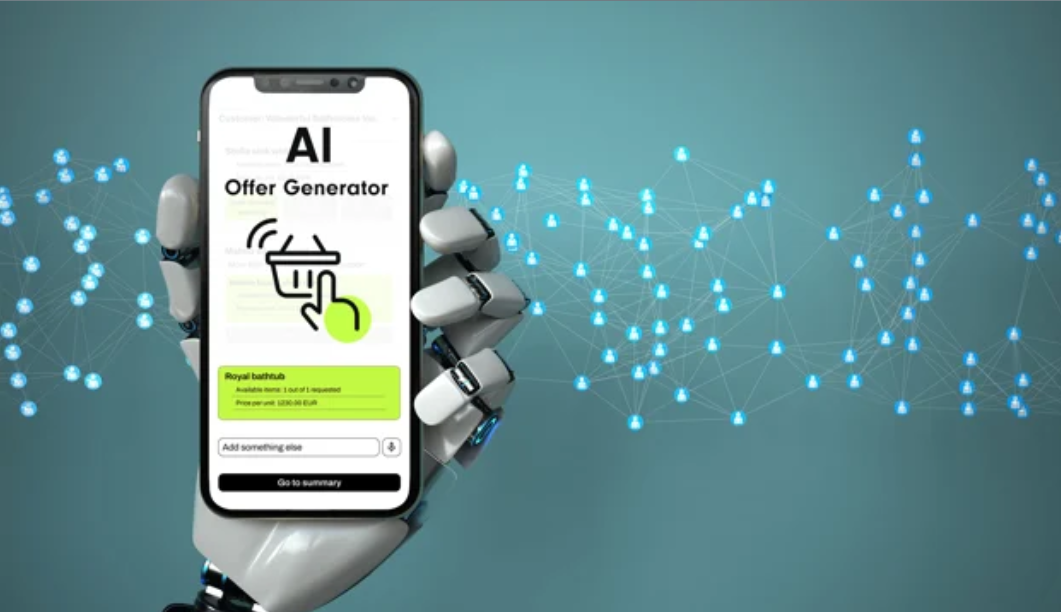 AI
Offer Generator
Royal bathtub
Available items: 1 out of 1 requested
Price per unit: 1230.00 EUR
Add something else
Go to summary